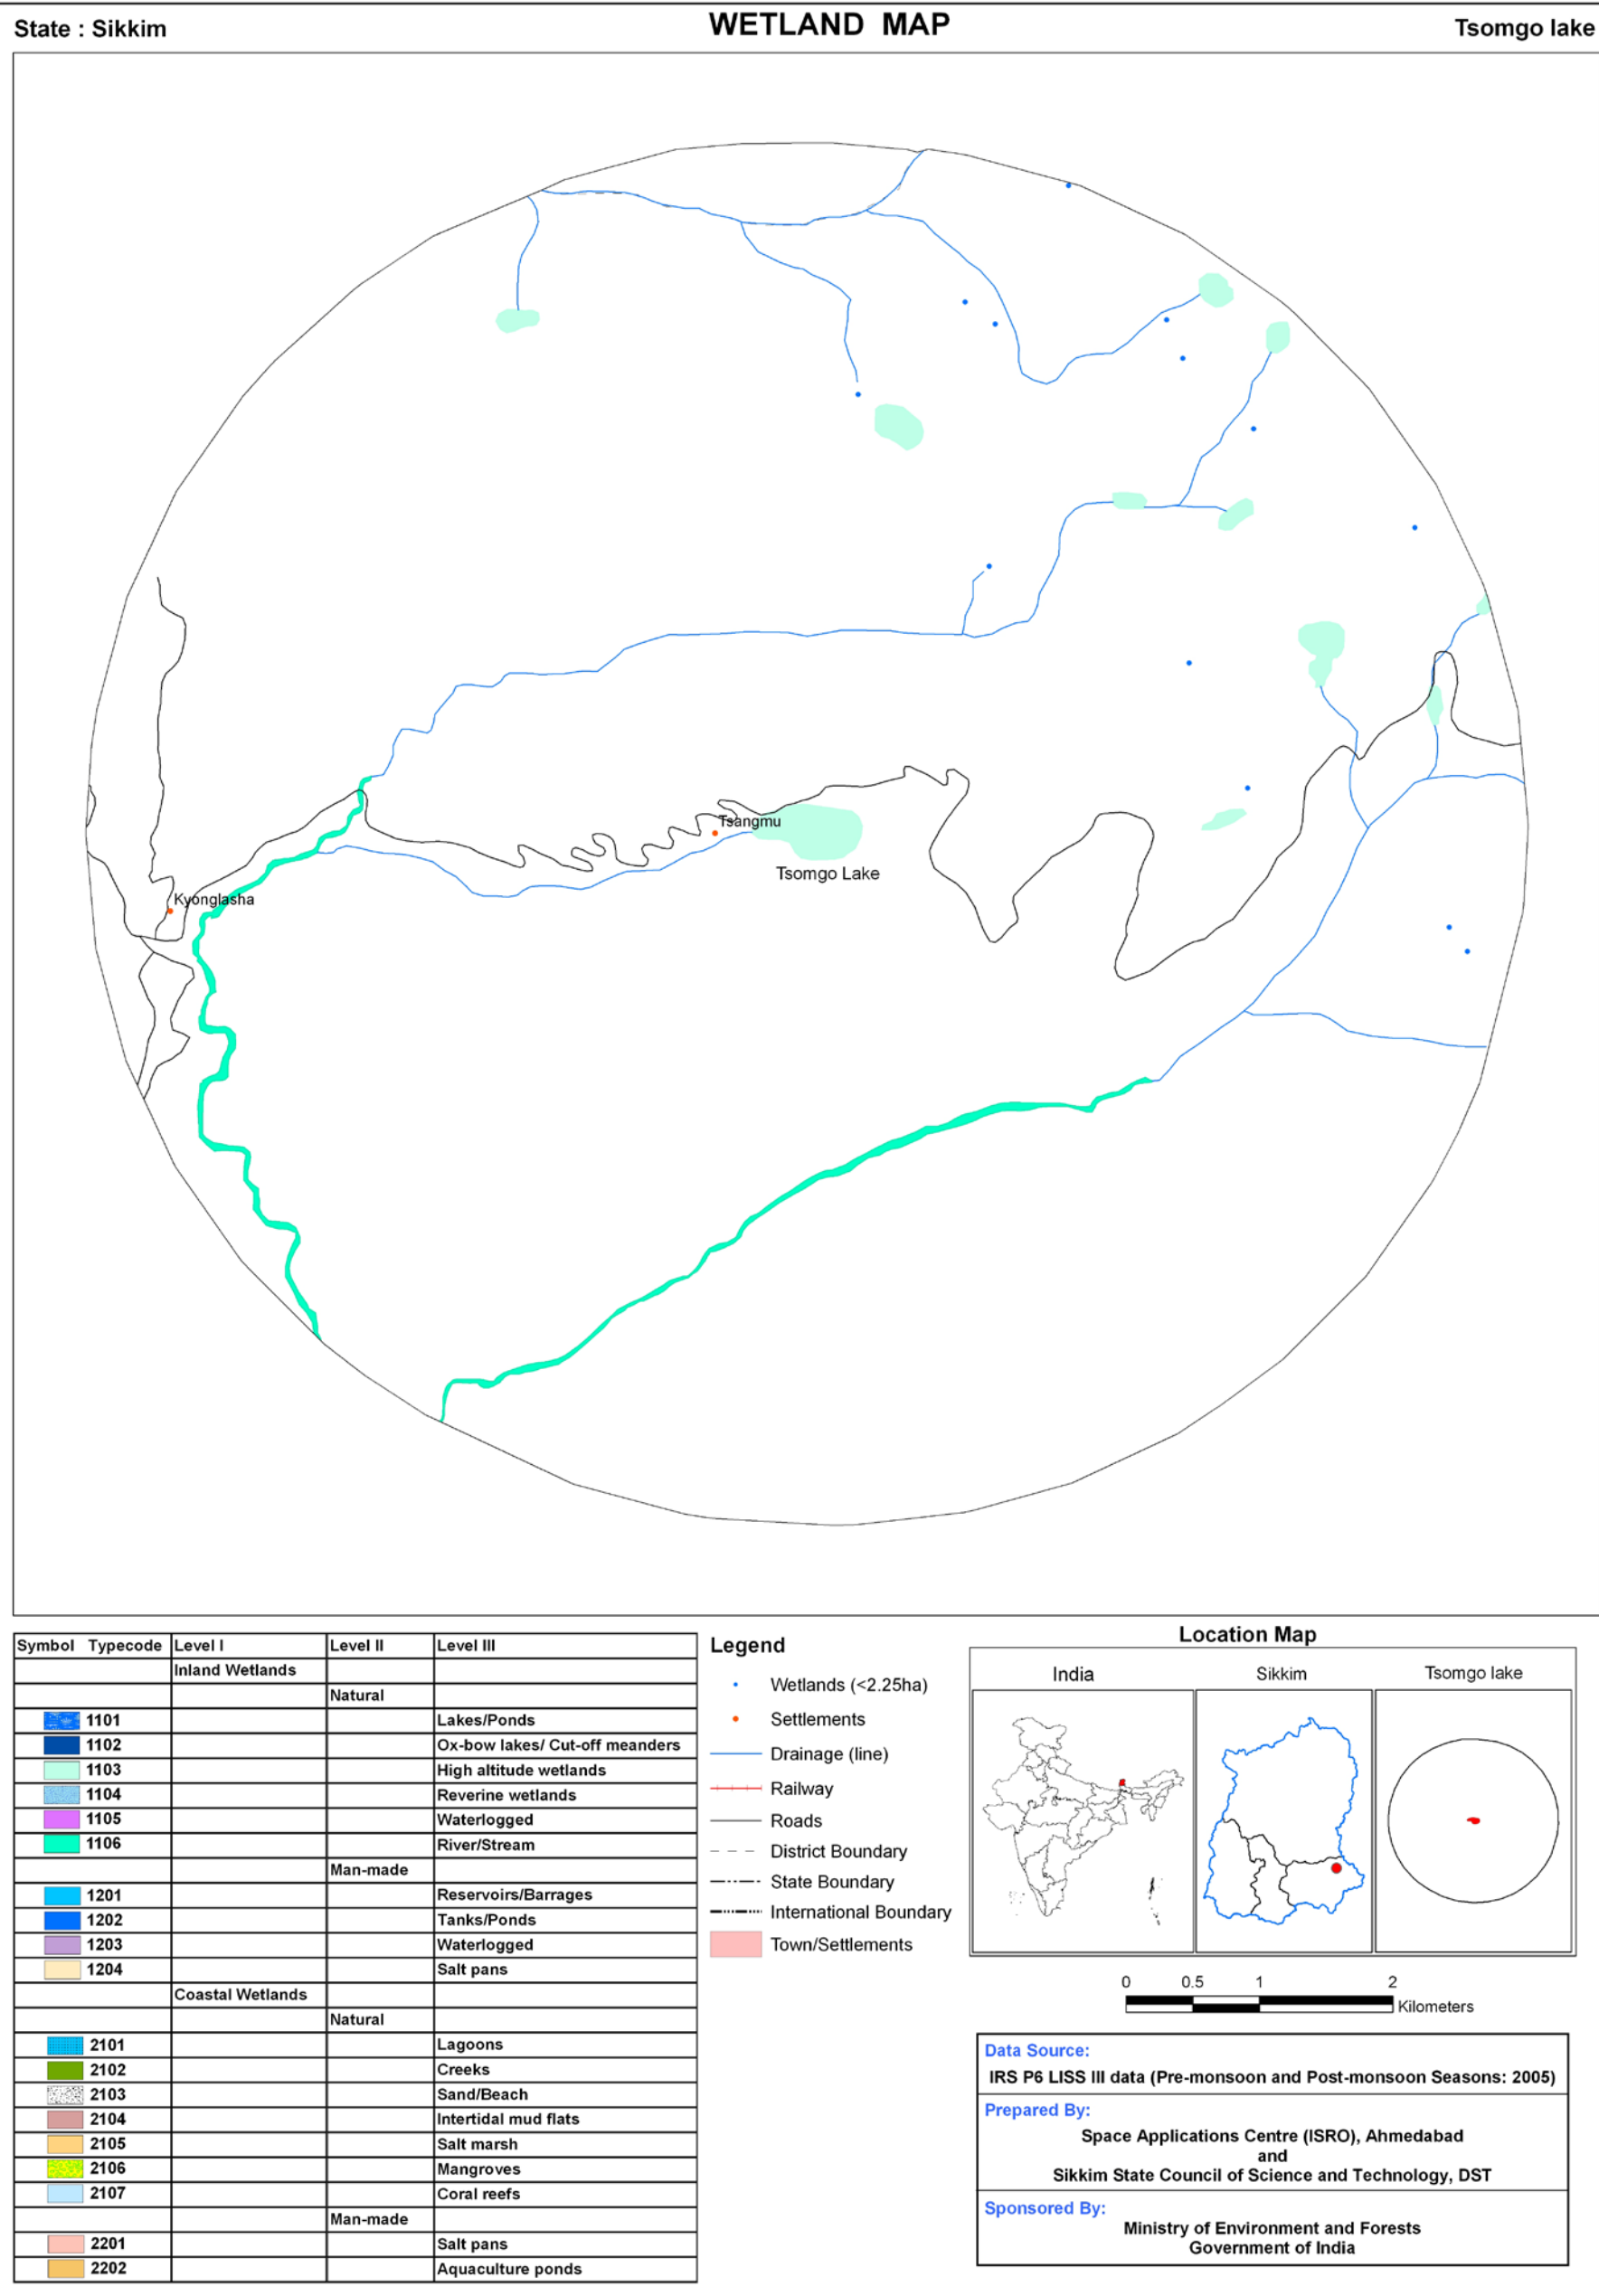 State : Sikkim
WETLAND MAP
Tsomgo lake
Tsangmu
Tsomgo Lake
Kyonglasha
Symbol Typecode Level I Level II Level III
Inland Wetlands
Natural
1101 Lakes/Ponds
1102 Ox-bow lakes/ Cut-off meanders
1103 High altitude wetlands
1104 Reverine wetlands
1105 Waterlogged
1106 River/Stream
Man-made
1201 Reservoirs/Barrages
1202 Tanks/Ponds
1203 Waterlogged
1204 Salt pans
Coastal Wetlands
Natural
2101 Lagoons
2102 Creeks
2103 Sand/Beach
2104 Intertidal mud flats
2105 Salt marsh
2106 Mangroves
2107 Coral reefs
Man-made
2201 Salt pans
2202 Aquaculture ponds
Legend
Wetlands (<2.25ha)
Settlements
Drainage (line)
Railway
Roads
District Boundary
State Boundary
International Boundary
Town/Settlements
Location Map
India
Sikkim
Tsomgo lake
0 0.5 1 2
Kilometers
Data Source:
IRS P6 LISS III data (Pre-monsoon and Post-monsoon Seasons: 2005)
Prepared By:
Space Applications Centre (ISRO), Ahmedabad
and
Sikkim State Council of Science and Technology, DST
Sponsored By:
Ministry of Environment and Forests
Government of India